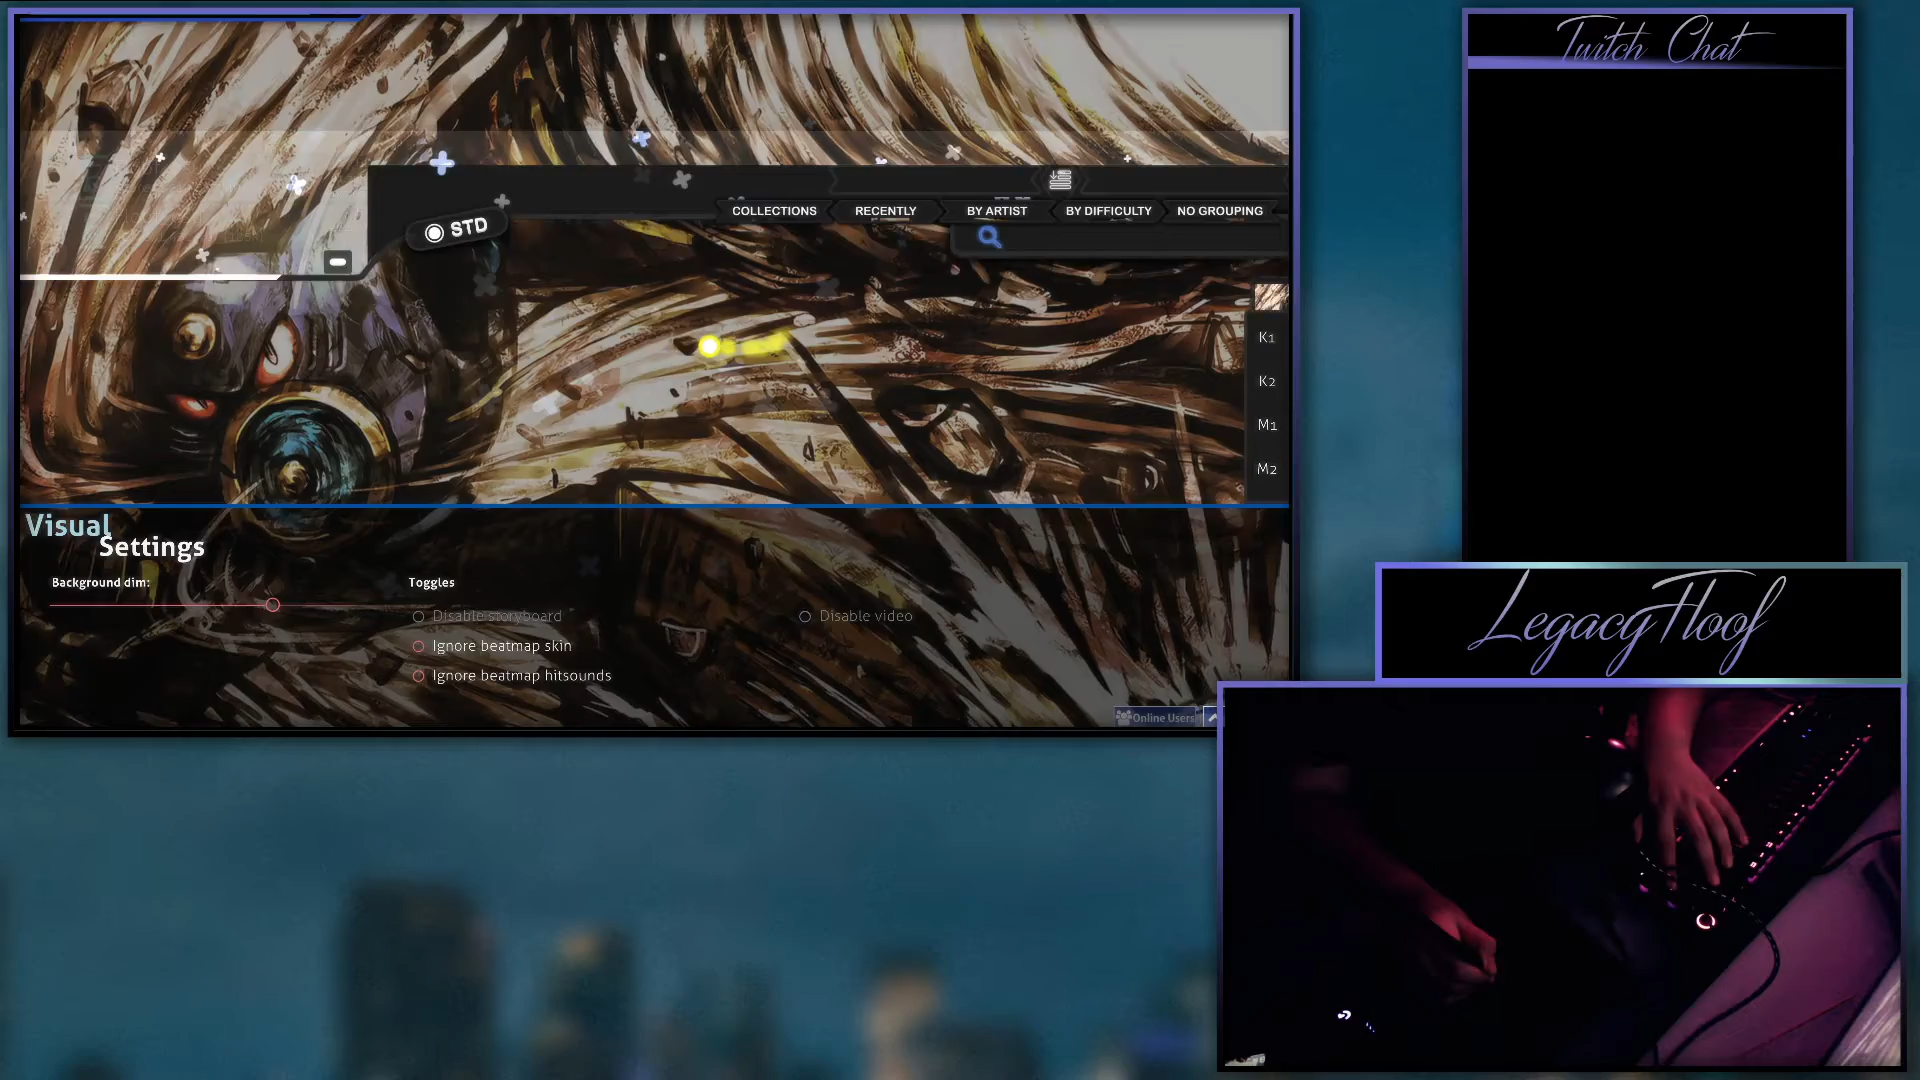 Twitch Chat
STD
COLLECTIONS
RECENTLY
BY ARTIST
BY DIFFICULTY
NO GROUPING
K1
K2
M1
M2
Visual
Settings
Background dim:
Toggles
Disable storyboard
Disable video
Ignore beatmap skin
Ignore beatmap hitsounds
Online Users
LegacyFloof